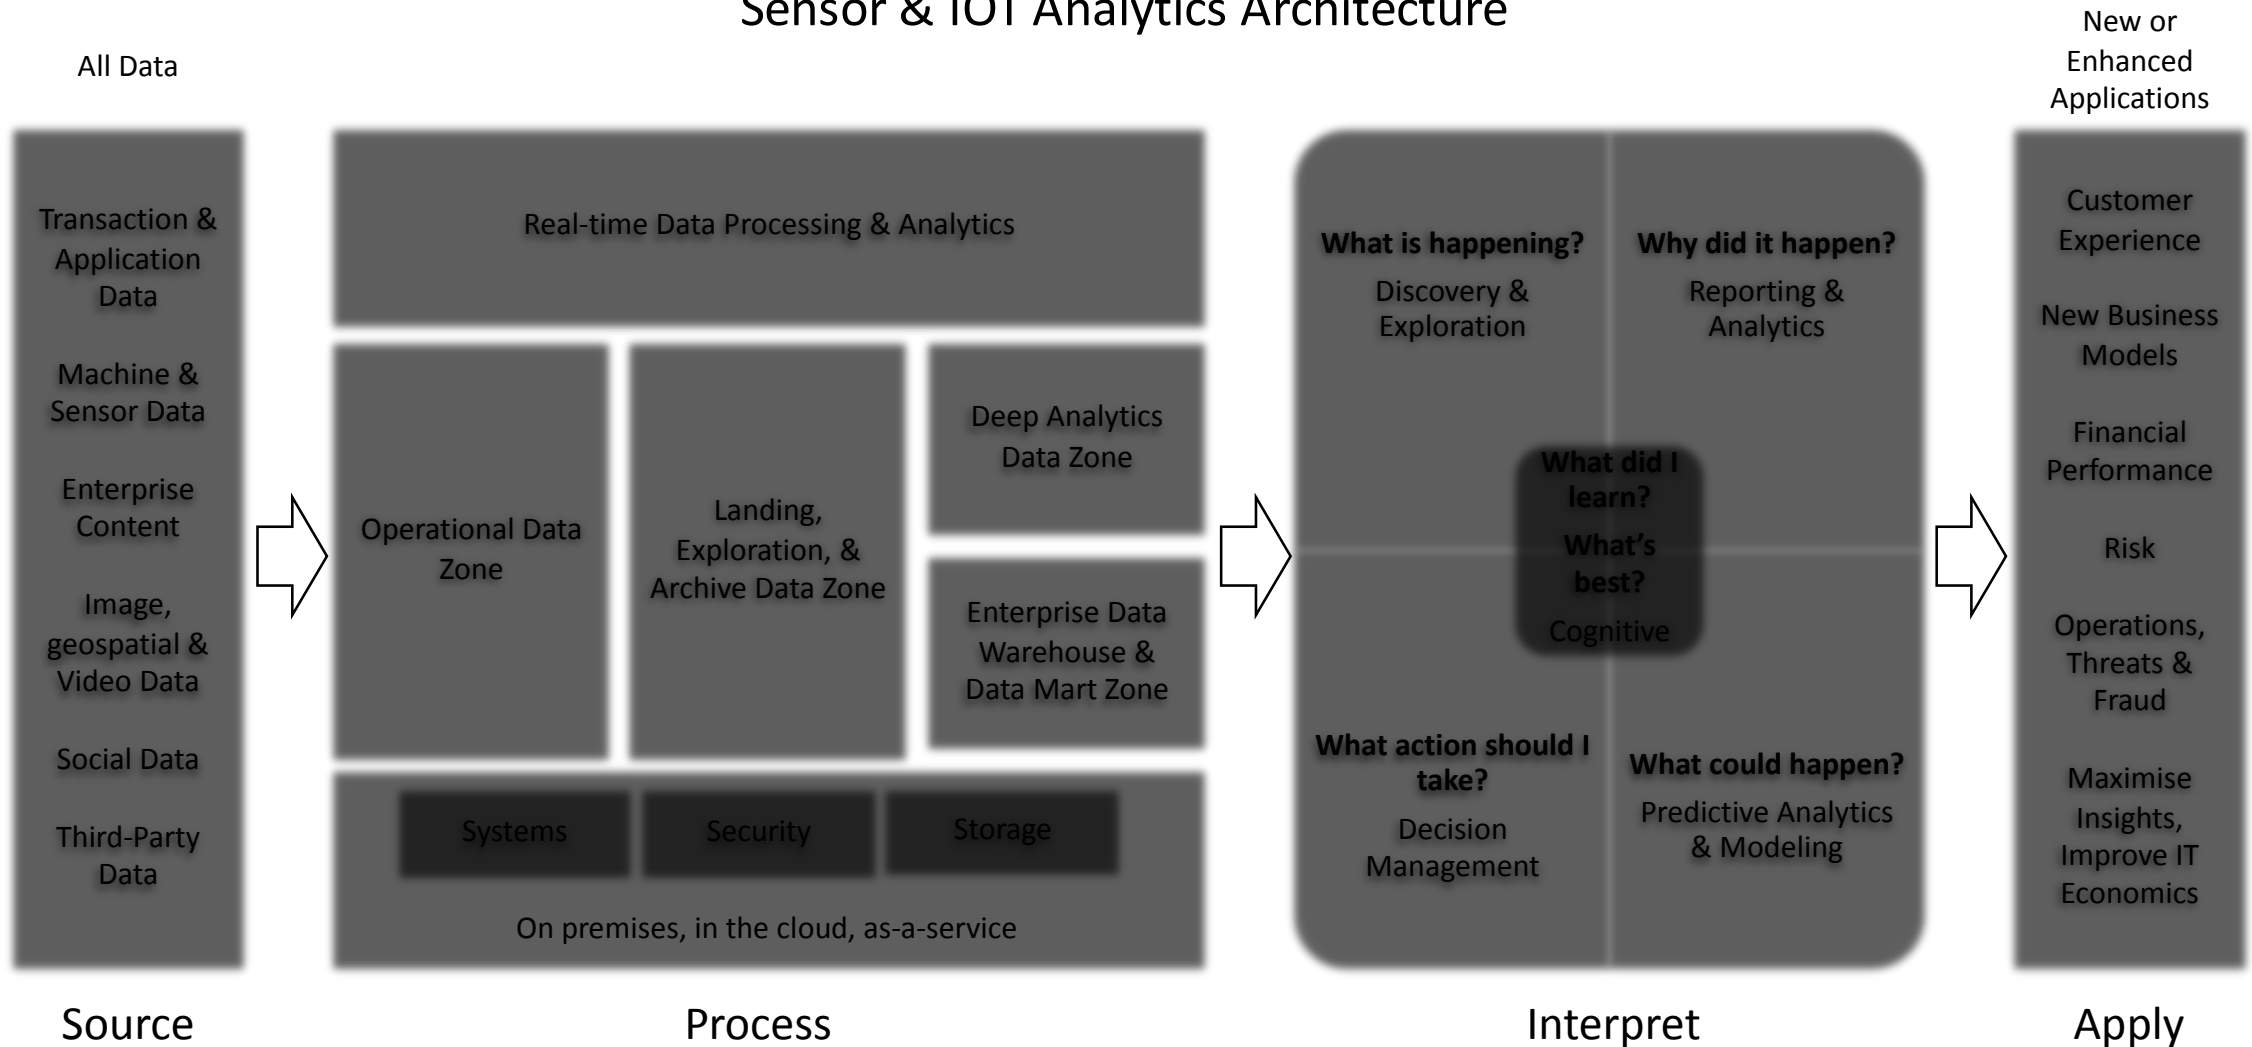 Sensor & IOT Analytics Architecture
All Data
New or
Enhanced
Applications
Transaction &
Application
Data
Machine &
Sensor Data
Enterprise
Content
Image,
geospatial &
Video Data
Social Data
Third-Party
Data
Real-time Data Processing & Analytics
Operational Data
Zone
Landing,
Exploration, &
Archive Data Zone
Deep Analytics
Data Zone
Enterprise Data
Warehouse &
Data Mart Zone
Systems
Security
Storage
On premises, in the cloud, as-a-service
What is happening?
Discovery &
Exploration
Why did it happen?
Reporting &
Analytics
What did I
learn?
What's
best?
Cognitive
What action should I
take?
Decision
Management
What could happen?
Predictive Analytics
& Modeling
Customer
Experience
New Business
Models
Financial
Performance
Risk
Operations,
Threats &
Fraud
Maximise
Insights,
Improve IT
Economics
Source
Process
Interpret
Apply